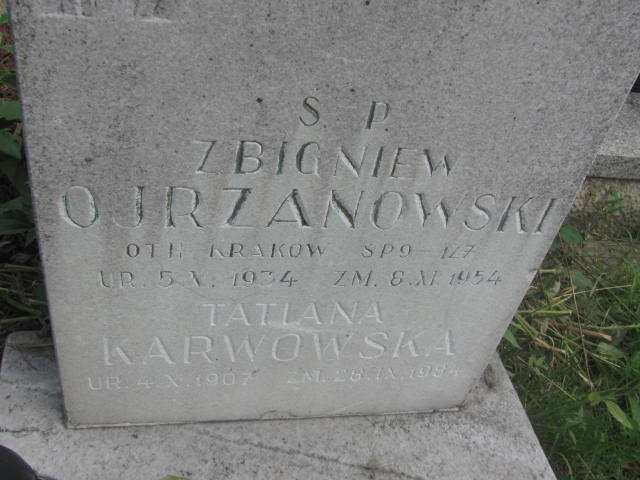 S. P.
ZBIGNIEW
OJRZANOWSKI
OTH KRAKOW SP9-147
UR. 5.X. 1934 ZM. 8.XI.1954
TATIANA
KARWOWSKA
UR. 4.X.1907 ZM. 28.IX.1984